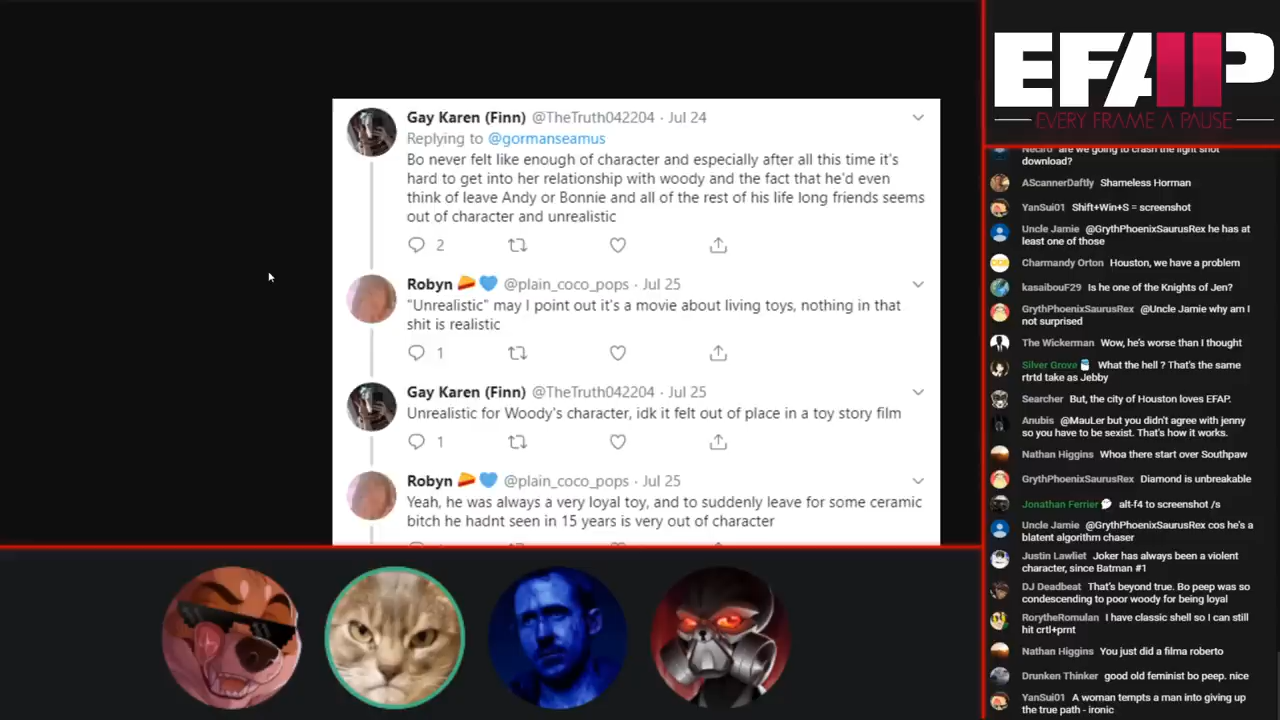 Gay Karen (Finn) @TheTruth042204 · Jul 24
Replying to @gormanseamus
Bo never felt like enough of character and especially after all this time it's
hard to get into her relationship with woody and the fact that he'd even
think of leave Andy or Bonnie and all of the rest of his life long friends seems
out of character and unrealistic
2
Robyn 🧀 💙 @plain_coco_pops · Jul 25
"Unrealistic" may I point out it's a movie about living toys, nothing in that
shit is realistic
1
Gay Karen (Finn) @TheTruth042204 · Jul 25
Unrealistic for Woody's character, idk it felt out of place in a toy story film
1
Robyn 🧀 💙 @plain_coco_pops · Jul 25
Yeah, he was always a very loyal toy, and to suddenly leave for some ceramic
bitch he hadnt seen in 15 years is very out of character
EFAP
EVERY FRAME A PAUSE
Neciro are we going to crash the light shot
download?
AScannerDaftly Shameless Horman
YanSui01 Shift+Win+S = screenshot
Uncle Jamie @GrythPhoenixSaurusRex he has at
least one of those
Charmandy Orton Houston, we have a problem
kasaibouF29 Is he one of the Knights of Jen?
GrythPhoenixSaurusRex @Uncle Jamie why am I
not surprised
The Wickerman Wow, he's worse than I thought
Silver Grove What the hell ? That's the same
rtrtd take as Jebby
Searcher But, the city of Houston loves EFAP.
Anubis @MauLer but you didn't agree with jenny
so you have to be sexist. That's how it works.
Nathan Higgins Whoa there start over Southpaw
GrythPhoenixSaurusRex Diamond is unbreakable
Jonathan Ferrier alt-f4 to screenshot /s
Uncle Jamie @GrythPhoenixSaurusRex cos he's a
blatent algorithm chaser
Justin Lawliet Joker has always been a violent
character, since Batman #1
DJ Deadbeat That's beyond true. Bo peep was so
condescending to poor woody for being loyal
RorytheRomulan I have classic shell so I can still
hit crtl+prnt
Nathan Higgins You just did a filma roberto
Drunken Thinker good old feminist bo peep. nice
YanSui01 A woman tempts a man into giving up
the true path - ironic